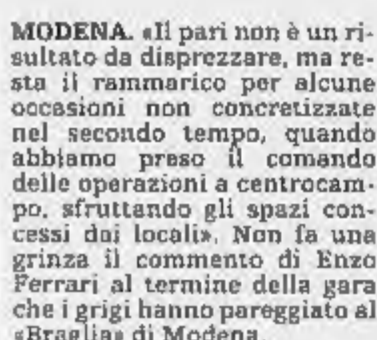 MODENA. «Il pari non è un ri-
sultato da disprezzare, ma re-
sta il rammarico per alcune
occasioni non concretizzate
nel secondo tempo, quando
abbiamo preso il comando
delle operazioni a centrocam-
po, sfruttando gli spazi con-
cessi dai locali». Non fa una
grinza il commento di Enzo
Ferrari al termine della gara
che i grigi hanno pareggiato al
«Braglia» di Modena.